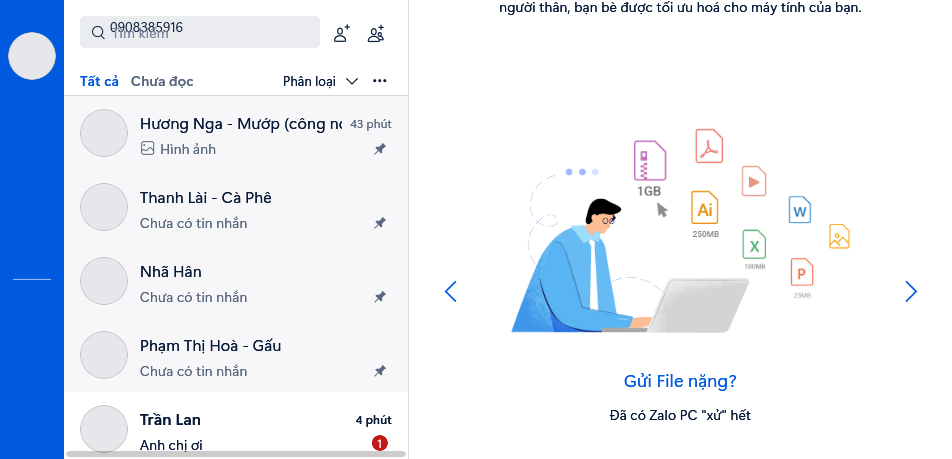 0908385916
Tìm kiếm
Tất cả Chưa đọc Phân loại
Hương Nga - Mướp (công n 43 phút
Hình ảnh
Thanh Lài - Cà Phê
Chưa có tin nhắn
Nhã Hân
Chưa có tin nhắn
Phạm Thị Hoà - Gấu
Chưa có tin nhắn
Trần Lan 4 phút
Anh chị ơi 1
người thân, bạn bè được tối ưu hoá cho máy tính của bạn.
1GB
Ai
250MB
W
X
100MB
P
25MB
Gửi File nặng?
Đã có Zalo PC "xử" hết